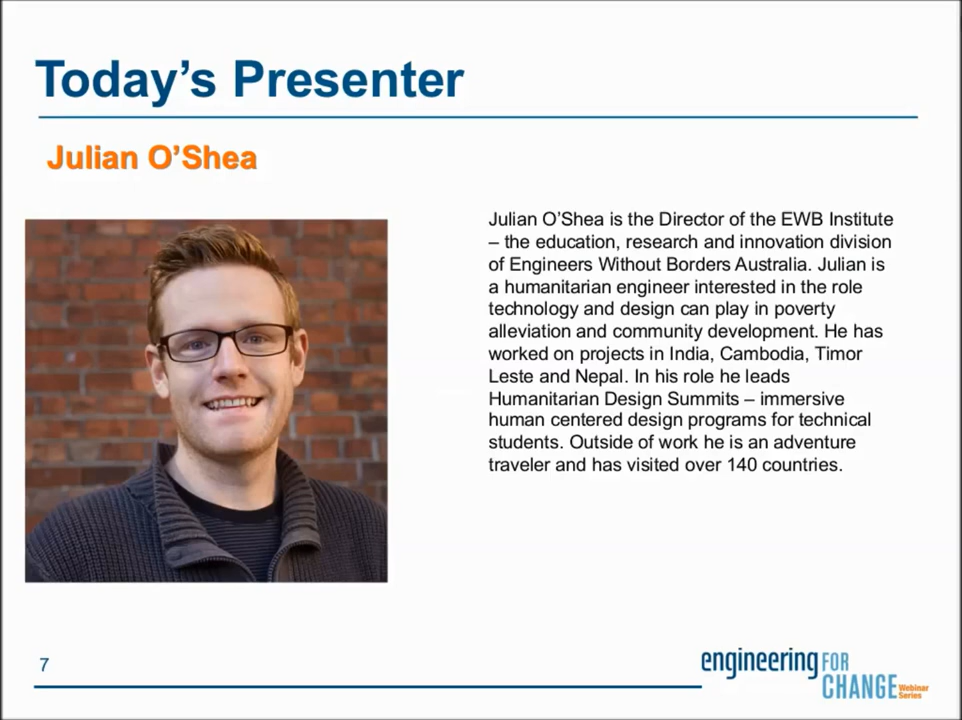 Today’s Presenter
Julian O’Shea
Julian O’Shea is the Director of the EWB Institute
– the education, research and innovation division
of Engineers Without Borders Australia. Julian is
a humanitarian engineer interested in the role
technology and design can play in poverty
alleviation and community development. He has
worked on projects in India, Cambodia, Timor
Leste and Nepal. In his role he leads
Humanitarian Design Summits – immersive
human centered design programs for technical
students. Outside of work he is an adventure
traveler and has visited over 140 countries.
7
engineering FOR
CHANGE Webinar
Series